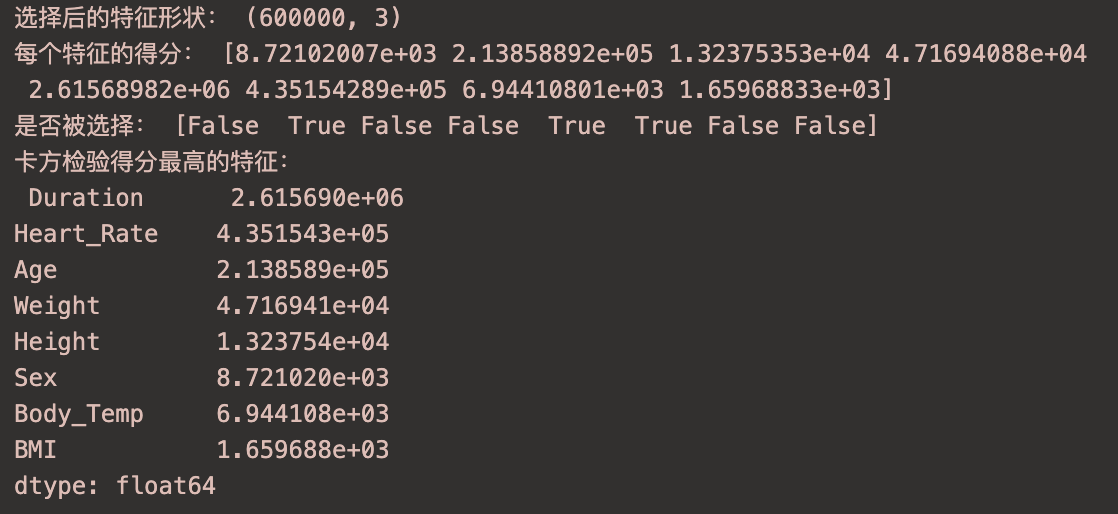 选择后的特征形状： (600000, 3)
每个特征的得分： [8.72102007e+03 2.13858892e+05 1.32375353e+04 4.71694088e+04
 2.61568982e+06 4.35154289e+05 6.94410801e+03 1.65968833e+03]
是否被选择： [False  True False False  True  True False False]
卡方检验得分最高的特征：
 Duration      2.615690e+06
Heart_Rate    4.351543e+05
Age           2.138589e+05
Weight        4.716941e+04
Height        1.323754e+04
Sex           8.721020e+03
Body_Temp     6.944108e+03
BMI           1.659688e+03
dtype: float64